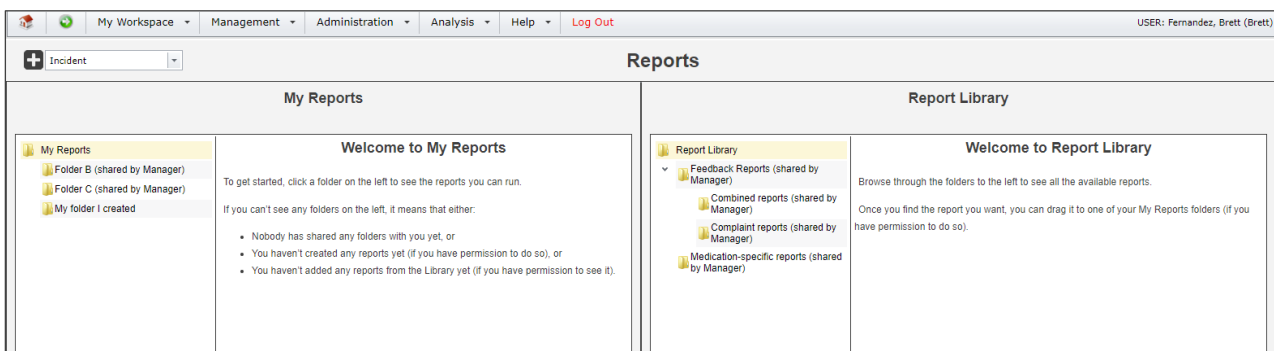 My Workspace Management Administration Analysis Help Log Out USER: Fernandez, Brett (Brett)
Incident
Reports
My Reports
My Reports
Folder B (shared by Manager)
Folder C (shared by Manager)
My folder I created
Welcome to My Reports
To get started, click a folder on the left to see the reports you can run.
If you can't see any folders on the left, it means that either:
• Nobody has shared any folders with you yet, or
• You haven't created any reports yet (if you have permission to do so), or
• You haven't added any reports from the Library yet (if you have permission to see it).
Report Library
Report Library
Feedback Reports (shared by
Manager)
Combined reports (shared by
Manager)
Complaint reports (shared by
Manager)
Medication-specific reports (shared
by Manager)
Welcome to Report Library
Browse through the folders to the left to see all the available reports.
Once you find the report you want, you can drag it to one of your My Reports folders (if you
have permission to do so).